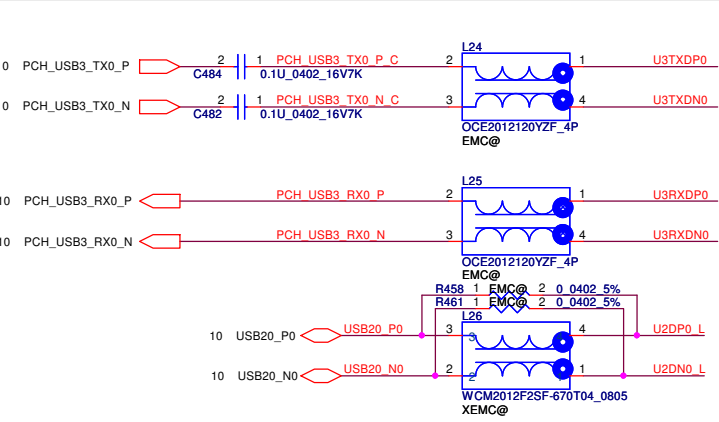 L24
0 PCH_USB3_TX0_P 2 1 PCH_USB3_TX0_P_C 2 1 U3TXDP0
C484 0.1U_0402_16V7K
0 PCH_USB3_TX0_N 2 1 PCH_USB3_TX0_N_C 3 4 U3TXDN0
C482 0.1U_0402_16V7K
OCE2012120YZF_4P
EMC@
L25
10 PCH_USB3_RX0_P PCH_USB3_RX0_P 2 1 U3RXDP0
10 PCH_USB3_RX0_N PCH_USB3_RX0_N 3 4 U3RXDN0
OCE2012120YZF_4P
EMC@
R458 1 EMC@ 2 0_0402_5%
R461 1 EMC@ 2 0_0402_5%
L26
10 USB20_P0 USB20_P0 3 3 4 U2DP0_L
10 USB20_N0 USB20_N0 2 2 1 U2DN0_L
WCM2012F2SF-670T04_0805
XEMC@